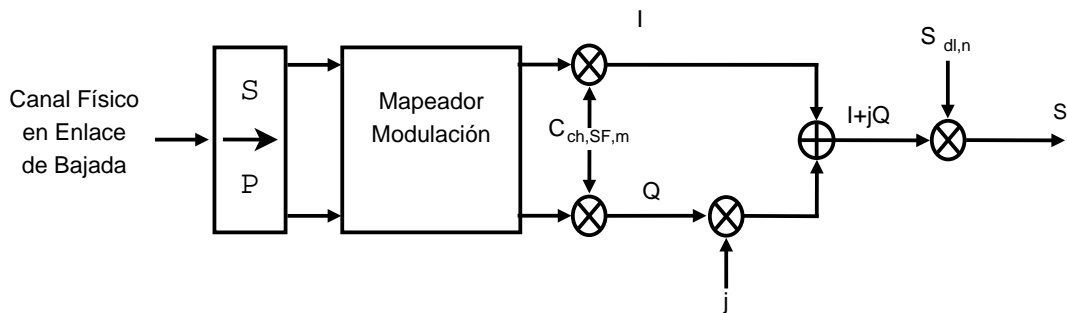 Canal Físico
en Enlace
de Bajada
S
P
Mapeador
Modulación
I
C ch,SF,m
Q
j
I+jQ
S dl,n
S